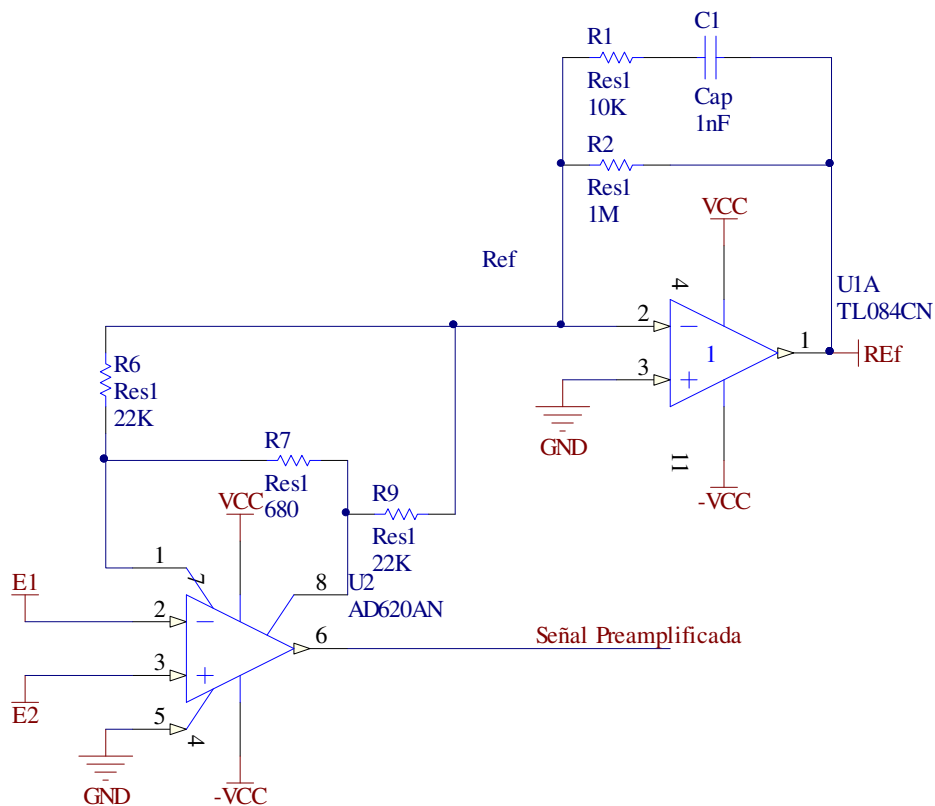 C1
R1
Res1
10K
Cap
1nF
R2
Res1
1M
VCC
Ref
4
U1A
TL084CN
2
1
1
REf
3
GND
11
-VCC
R6
Res1
22K
R7
Res1
680
VCC
R9
Res1
22K
1
7
8
U2
AD620AN
E1
2
6
Señal Preamplificada
3
E2
5
4
GND
-VCC